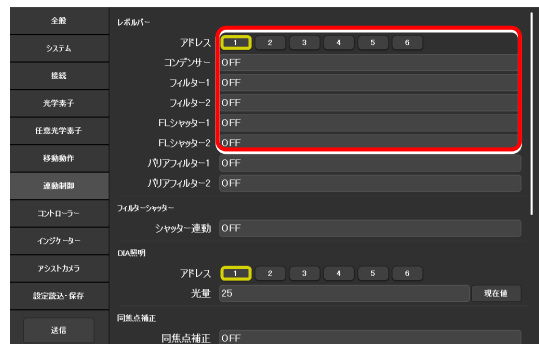 全般
システム
接続
光学素子
任意光学素子
移動動作
連動制御
コントローラー
インジケーター
アシストカメラ
設定読込・保存
送信
レボルバー
アドレス 1 2 3 4 5 6
コンデンサー OFF
フィルター1 OFF
フィルター2 OFF
FLシャッター1 OFF
FLシャッター2 OFF
バリアフィルター1 OFF
バリアフィルター2 OFF
フィルターシャッター
シャッター連動 OFF
DIA照明
アドレス 1 2 3 4 5 6
光量 25 現在値
同焦点補正
同焦点補正 OFF